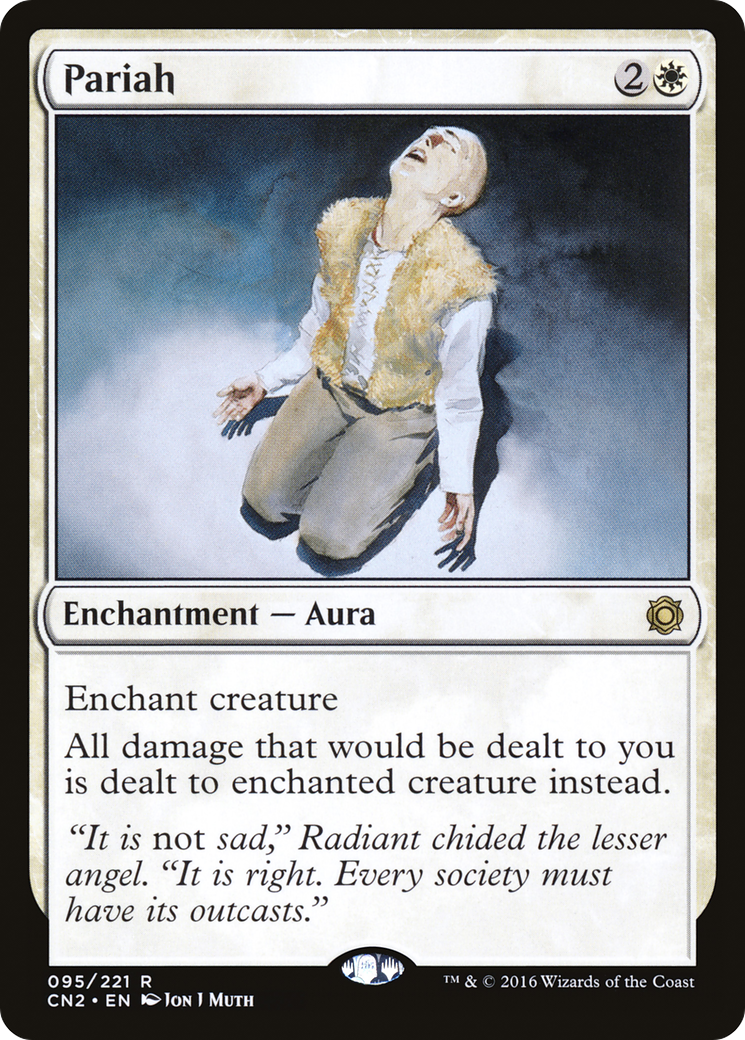 Pariah 2
Enchantment — Aura
Enchant creature
All damage that would be dealt to you
is dealt to enchanted creature instead.
“It is not sad,” Radiant chided the lesser
angel. “It is right. Every society must
have its outcasts.”
095/221 R
CN2 • EN Jon J Muth
™ & © 2016 Wizards of the Coast